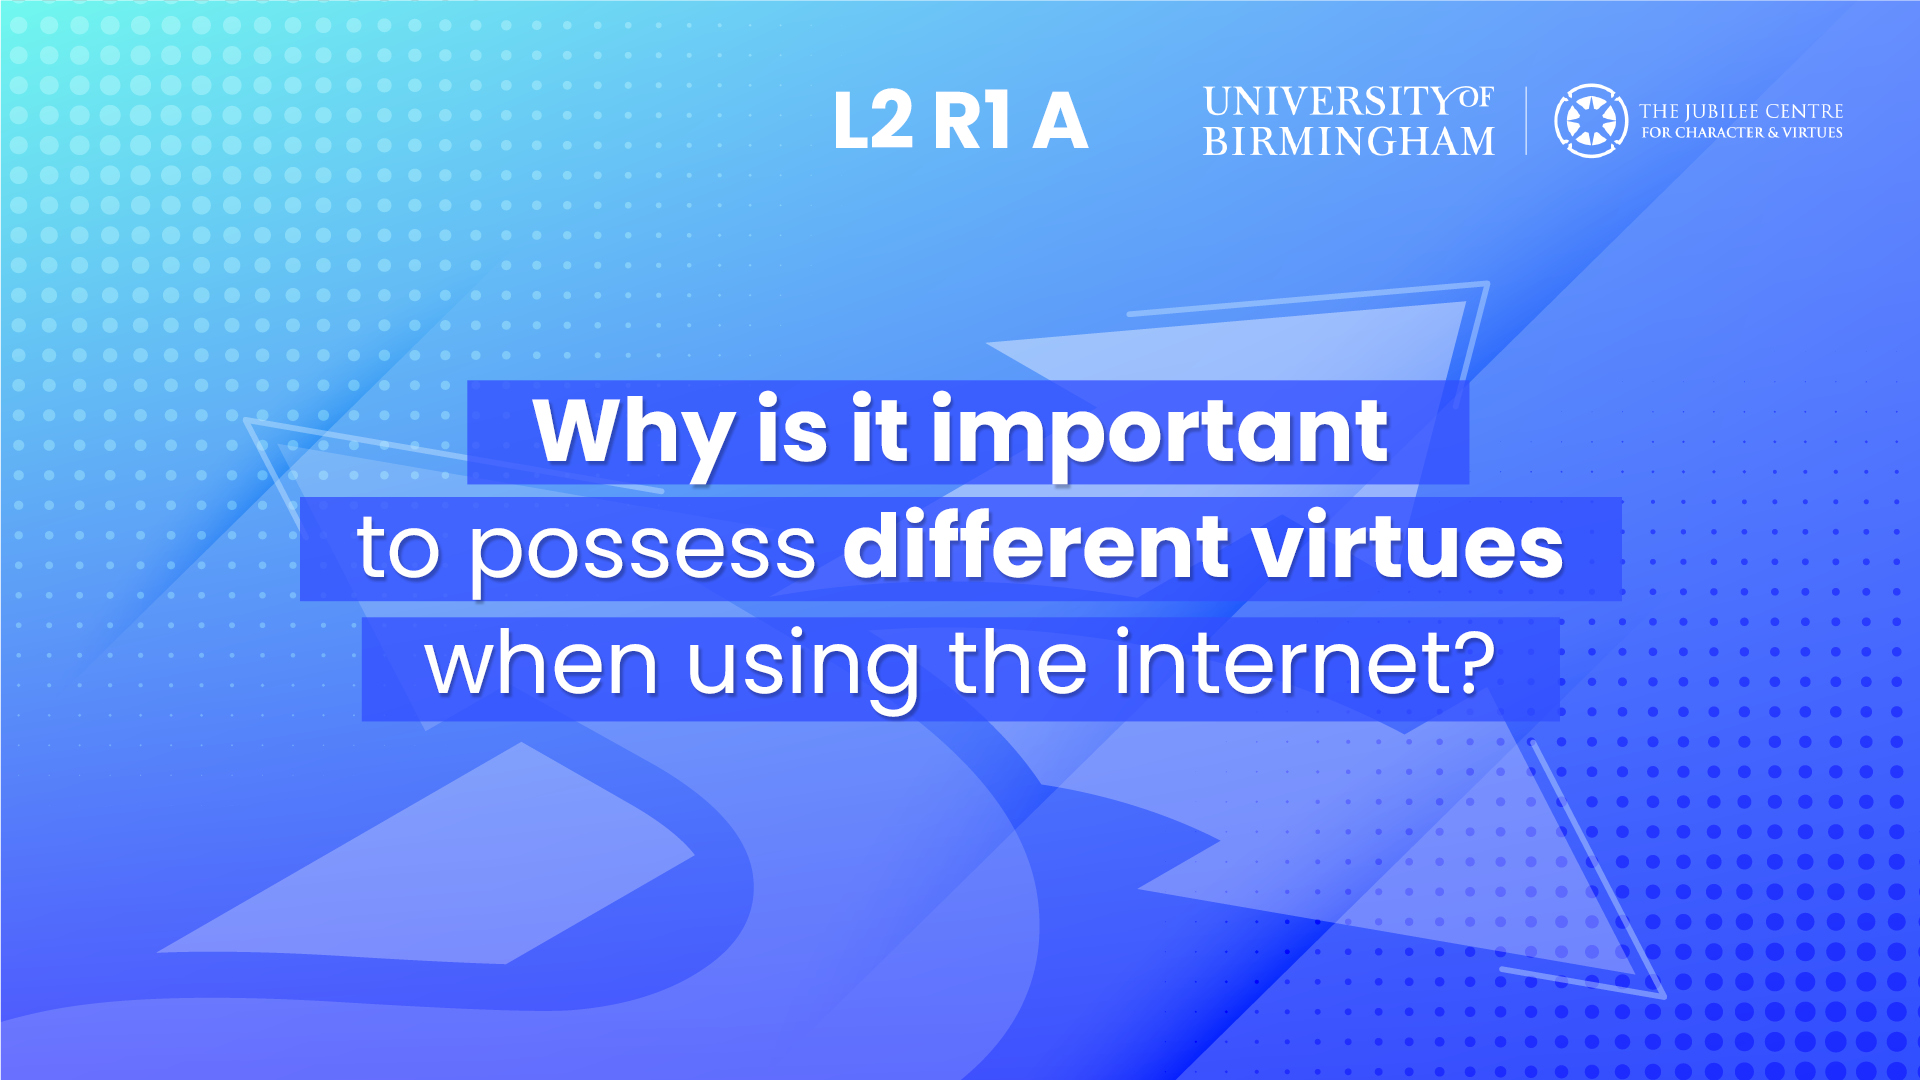 L2 R1 A
UNIVERSITY OF
BIRMINGHAM
THE JUBILEE CENTRE
FOR CHARACTER & VIRTUES
Why is it important
to possess different virtues
when using the internet?